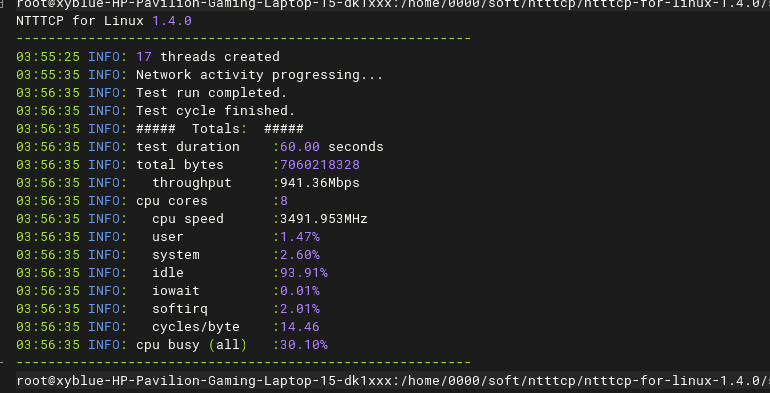 root@xyblue-HP-Pavilion-Gaming-Laptop-15-dk1xxx:/home/0000/soft/ntttcp/ntttcp-for-linux-1.4.0/
NTTTCP for Linux 1.4.0
---------------------------------------------------------
03:55:25 INFO: 17 threads created
03:55:35 INFO: Network activity progressing...
03:56:35 INFO: Test run completed.
03:56:35 INFO: Test cycle finished.
03:56:35 INFO: #####  Totals:  #####
03:56:35 INFO: test duration    :60.00 seconds
03:56:35 INFO: total bytes      :7060218328
03:56:35 INFO:   throughput     :941.36Mbps
03:56:35 INFO: cpu cores        :8
03:56:35 INFO:   cpu speed      :3491.953MHz
03:56:35 INFO:   user           :1.47%
03:56:35 INFO:   system         :2.60%
03:56:35 INFO:   idle           :93.91%
03:56:35 INFO:   iowait         :0.01%
03:56:35 INFO:   softirq        :2.01%
03:56:35 INFO:   cycles/byte    :14.46
03:56:35 INFO: cpu busy (all)   :30.10%
---------------------------------------------------------
root@xyblue-HP-Pavilion-Gaming-Laptop-15-dk1xxx:/home/0000/soft/ntttcp/ntttcp-for-linux-1.4.0/